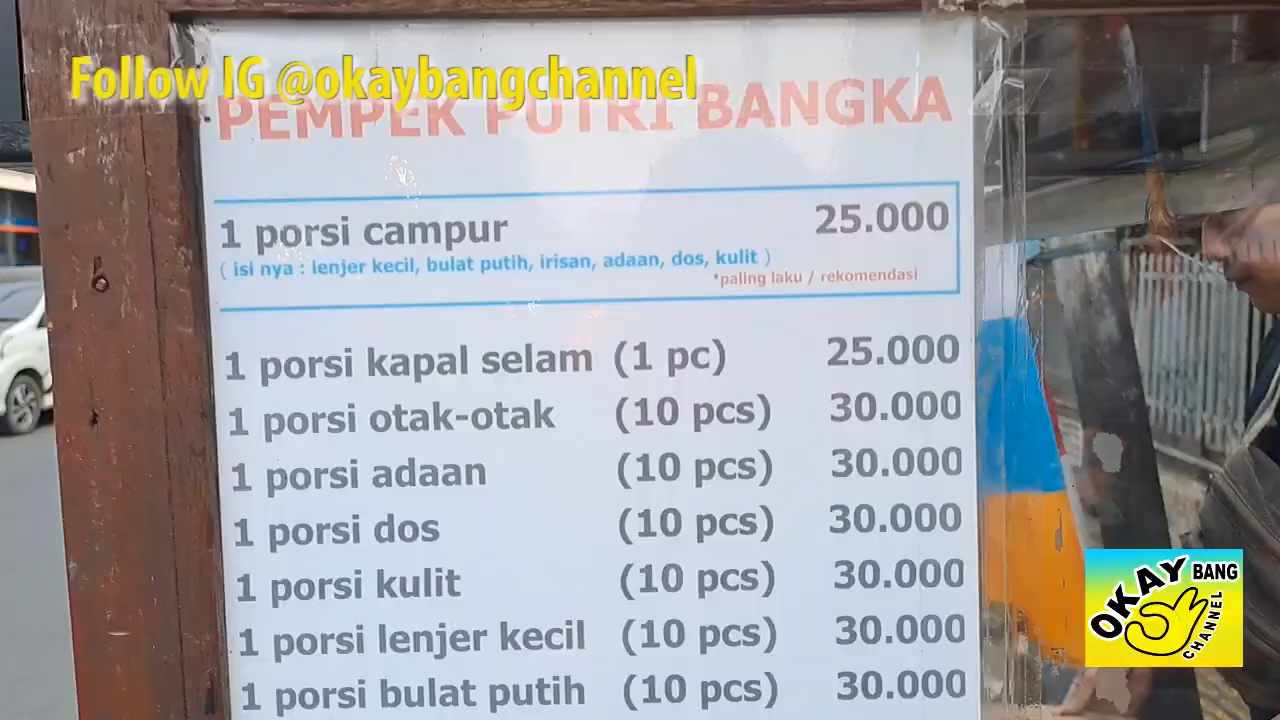 Follow IG @okaybangchannel
PEMPEK PUTRI BANGKA
1 porsi campur 25.000
( isi nya : lenjer kecil, bulat putih, irisan, adaan, dos, kulit )
*paling laku / rekomendasi
1 porsi kapal selam (1 pc) 25.000
1 porsi otak-otak (10 pcs) 30.000
1 porsi adaan (10 pcs) 30.000
1 porsi dos (10 pcs) 30.000
1 porsi kulit (10 pcs) 30.000
1 porsi lenjer kecil (10 pcs) 30.000
1 porsi bulat putih (10 pcs) 30.000
OKAY BANG CHANNEL